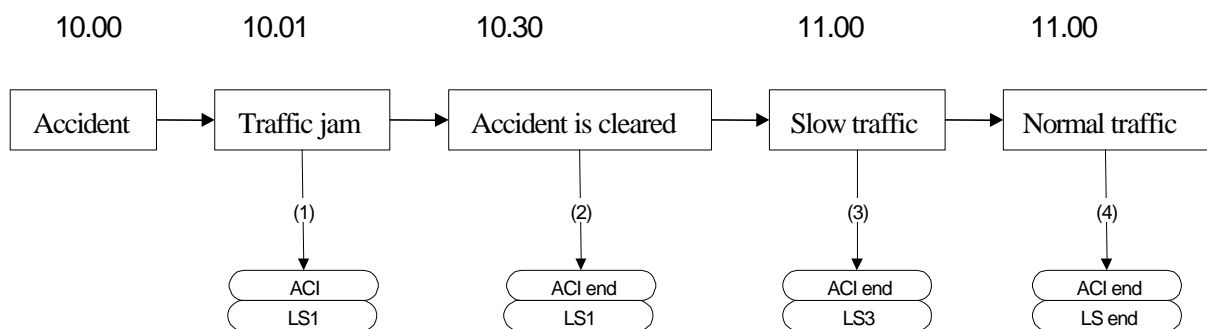 10.00 10.01 10.30 11.00 11.00
Accident Traffic jam Accident is cleared Slow traffic Normal traffic
(1) (2) (3) (4)
ACI ACI end ACI end ACI end
LS1 LS1 LS3 LS end